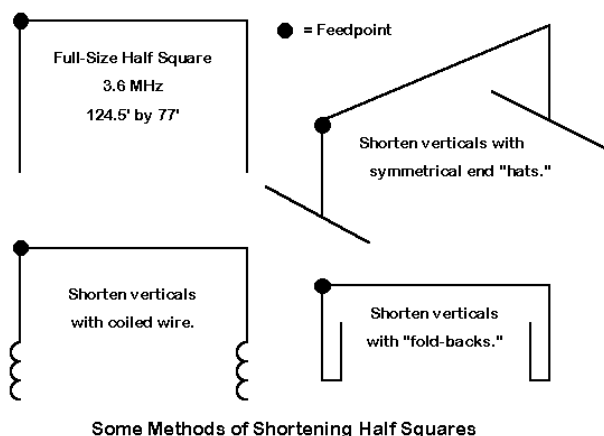 = Feedpoint
Full-Size Half Square
3.6 MHz
124.5' by 77'
Shorten verticals with
symmetrical end "hats."
Shorten verticals
with coiled wire.
Shorten verticals
with "fold-backs."
Some Methods of Shortening Half Squares